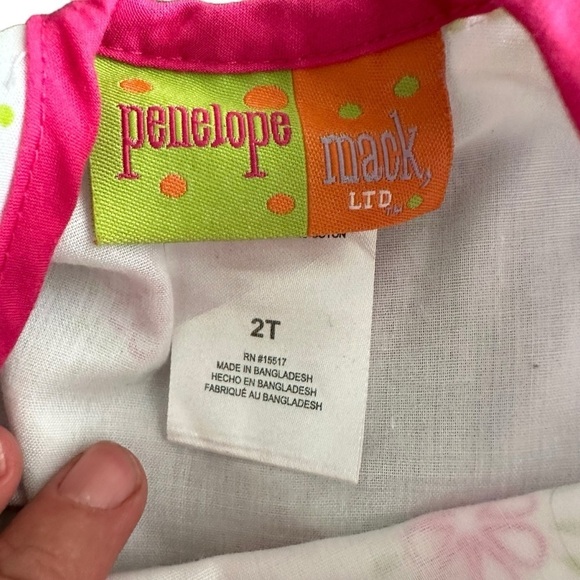 penelope
mack,
LTD
2T
RN #15517
MADE IN BANGLADESH
HECHO EN BANGLADESH
FABRIQUÉ AU BANGLADESH